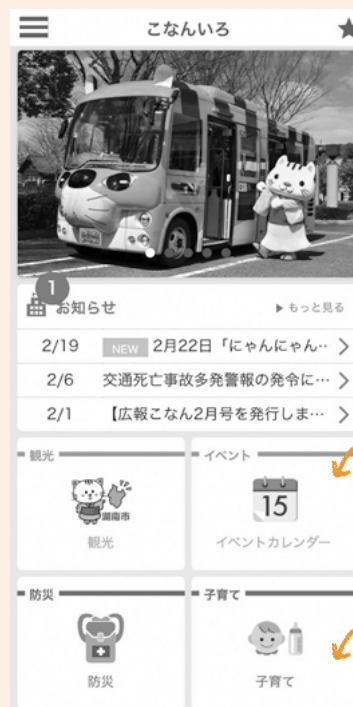 こなんいろ
1
お知らせ
▶ もっと見る
2/19 NEW 2月22日「にゃんにゃん…
2/6 交通死亡事故多発警報の発令に…
2/1 【広報こなん2月号を発行しま…
観光
イベント
湖南市
15
観光
イベントカレンダー
防災
子育て
防災
子育て